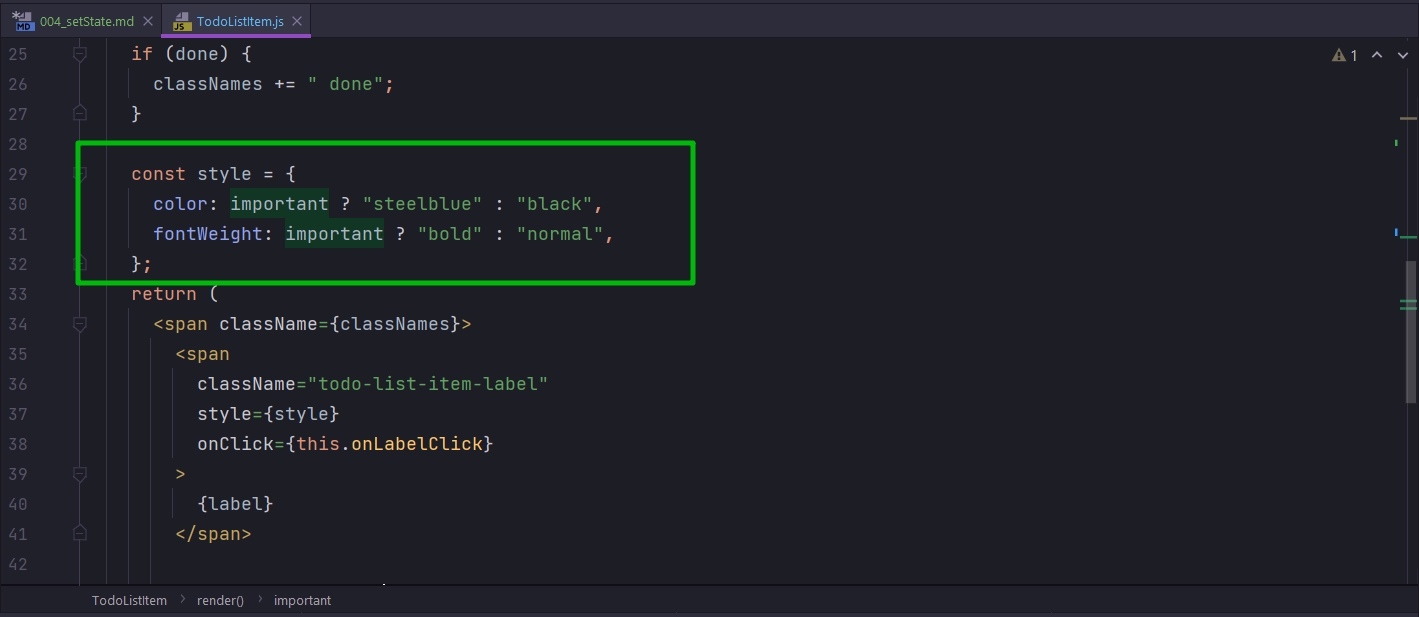 004_setState.md
TodoListItem.js
25 if (done) {
26 classNames += " done";
27 }
28
29 const style = {
30 color: important ? "steelblue" : "black",
31 fontWeight: important ? "bold" : "normal",
32 };
33 return (
34 <span className={classNames}>
35 <span
36 className="todo-list-item-label"
37 style={style}
38 onClick={this.onLabelClick}
39 >
40 {label}
41 </span>
42
1
TodoListItem > render() > important
MD
JS